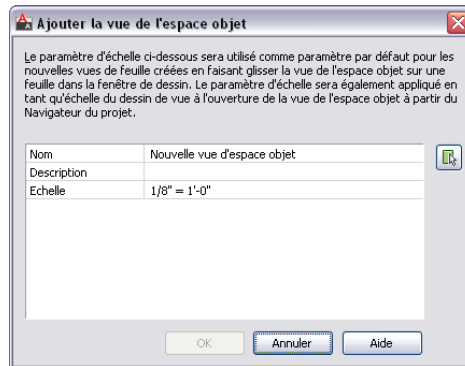 Ajouter la vue de l'espace objet
Le paramètre d'échelle ci-dessous sera utilisé comme paramètre par défaut pour les
nouvelles vues de feuille créées en faisant glisser la vue de l'espace objet sur une
feuille dans la fenêtre de dessin. Le paramètre d'échelle sera également appliqué en
tant qu'échelle du dessin de vue à l'ouverture de la vue de l'espace objet à partir du
Navigateur du projet.
Nom Nouvelle vue d'espace objet
Description
Echelle 1/8" = 1'-0"
OK Annuler Aide